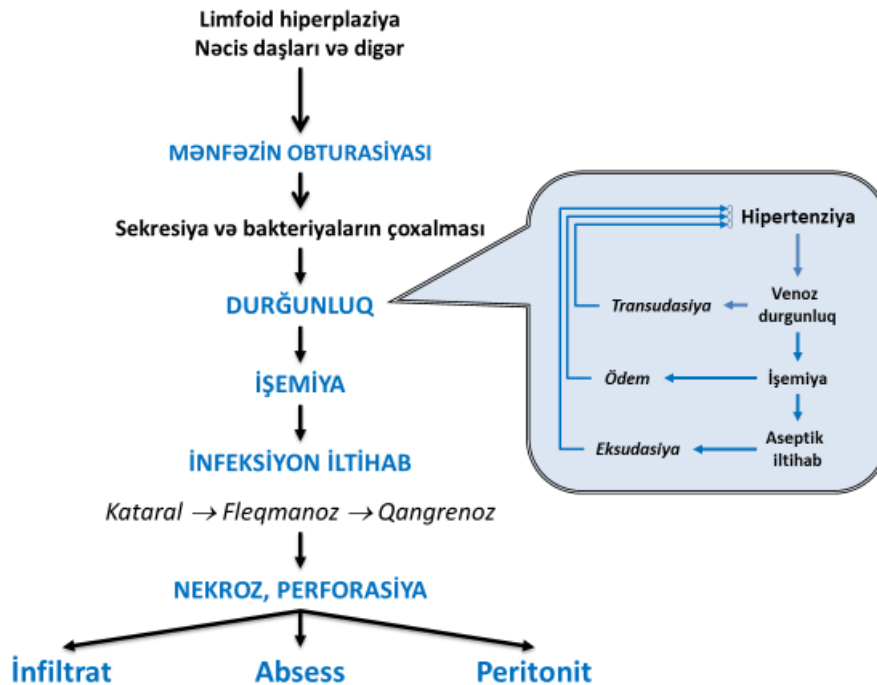 Limfoid hiperplaziya
Nəcis daşları və digər
MƏNFƏZİN OBTURASİYASI
Sekresiya və bakteriyaların çoxalması
DURĞUNLUQ
İŞEMİYA
İNFEKSİYON İLTİHAB
Kataral → Fleqmanoz → Qangrenoz
NEKROZ, PERFORASİYA
İnfiltrat
Absess
Peritonit
Hipertenziya
Venoz
durgunluq
Transudasiya
İşemiya
Ödem
Aseptik
iltihab
Eksudasiya